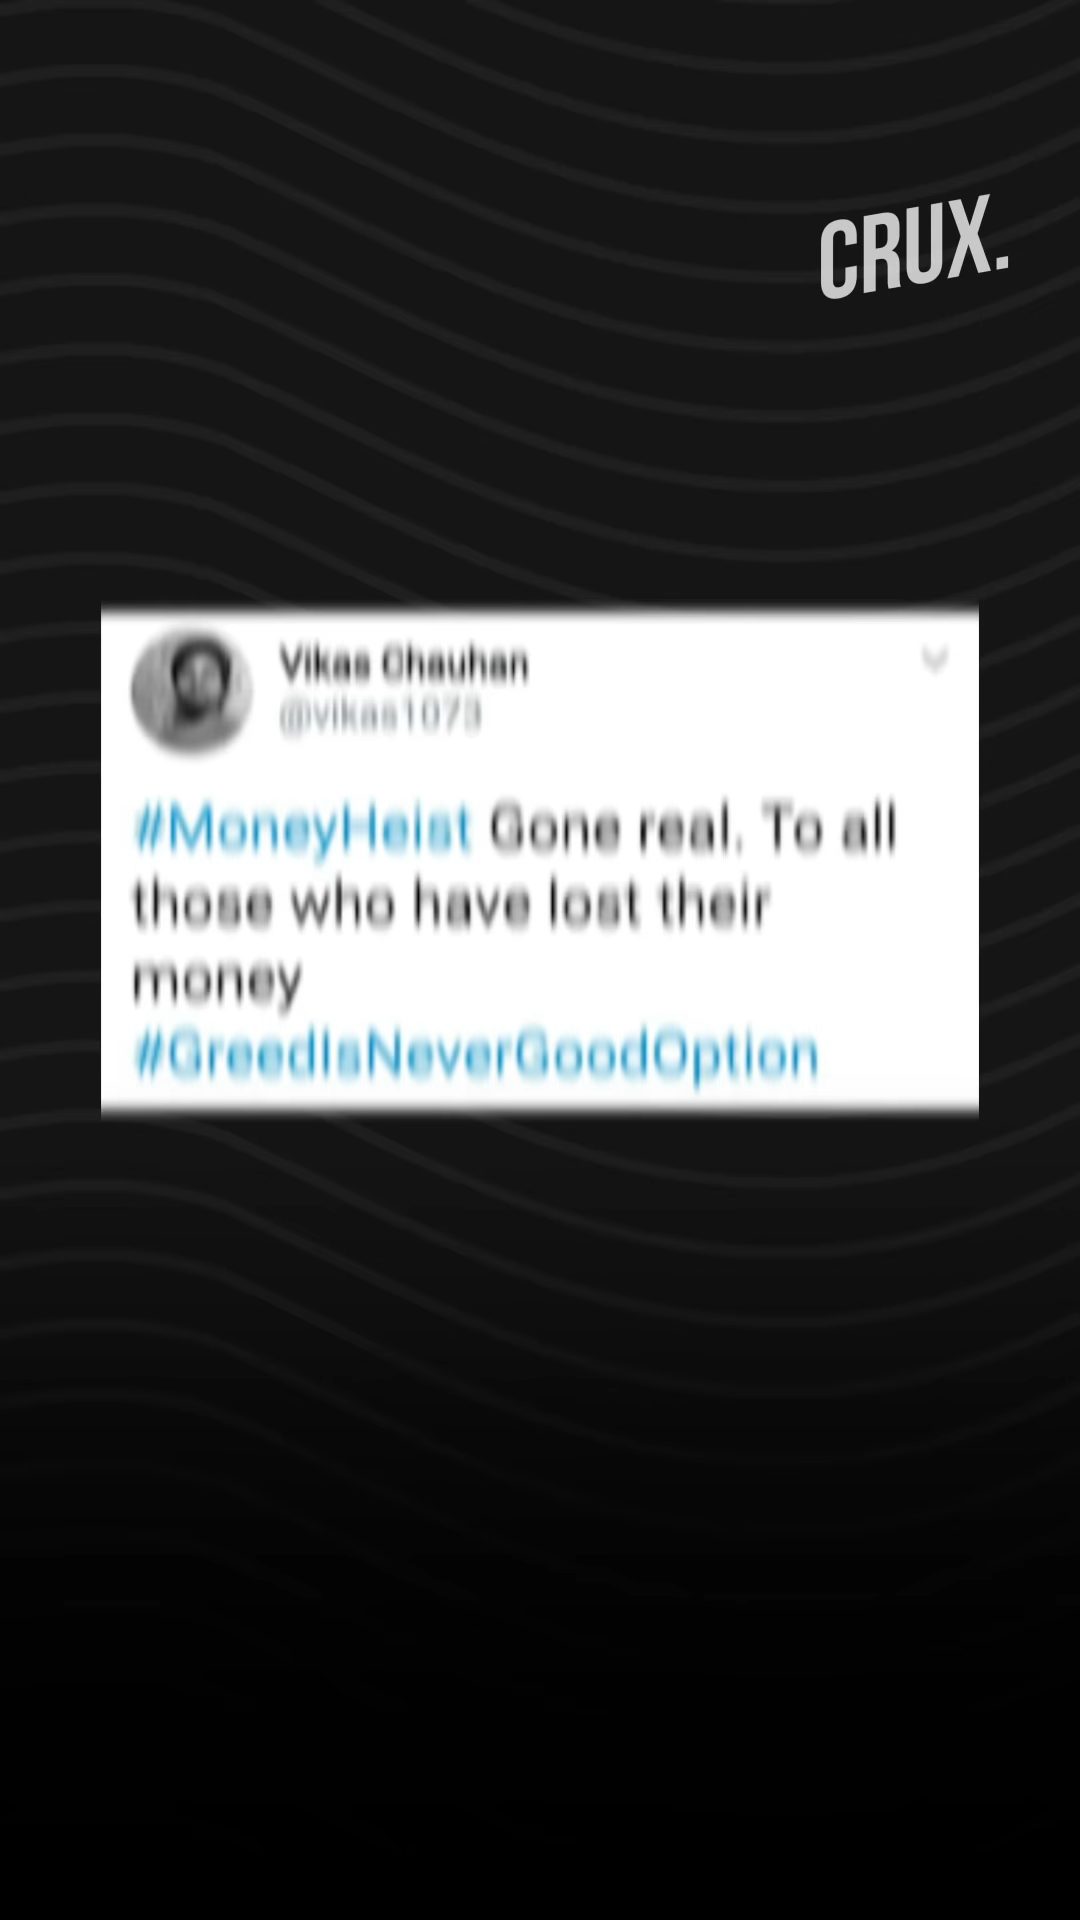 CRUX.
Vikas Chauhan
@vikas1073
#MoneyHeist Gone real. To all
those who have lost their
money
#GreedIsNeverGoodOption